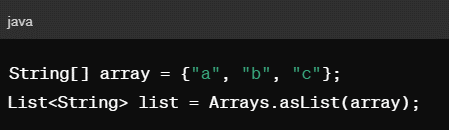 java
String[] array = {"a", "b", "c"};
List<String> list = Arrays.asList(array);